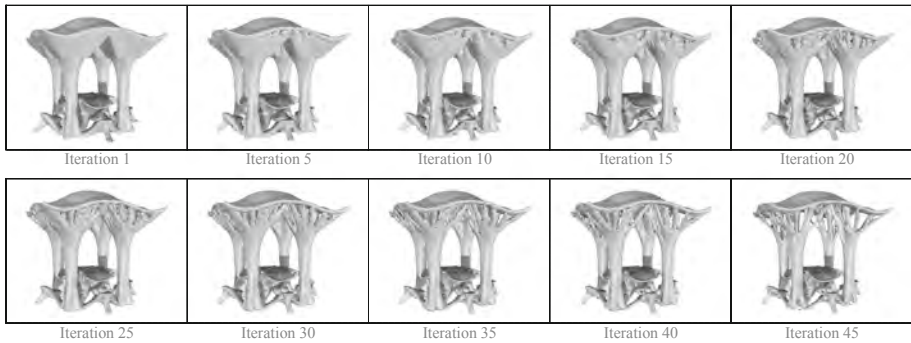 Iteration 1
Iteration 5
Iteration 10
Iteration 15
Iteration 20
Iteration 25
Iteration 30
Iteration 35
Iteration 40
Iteration 45